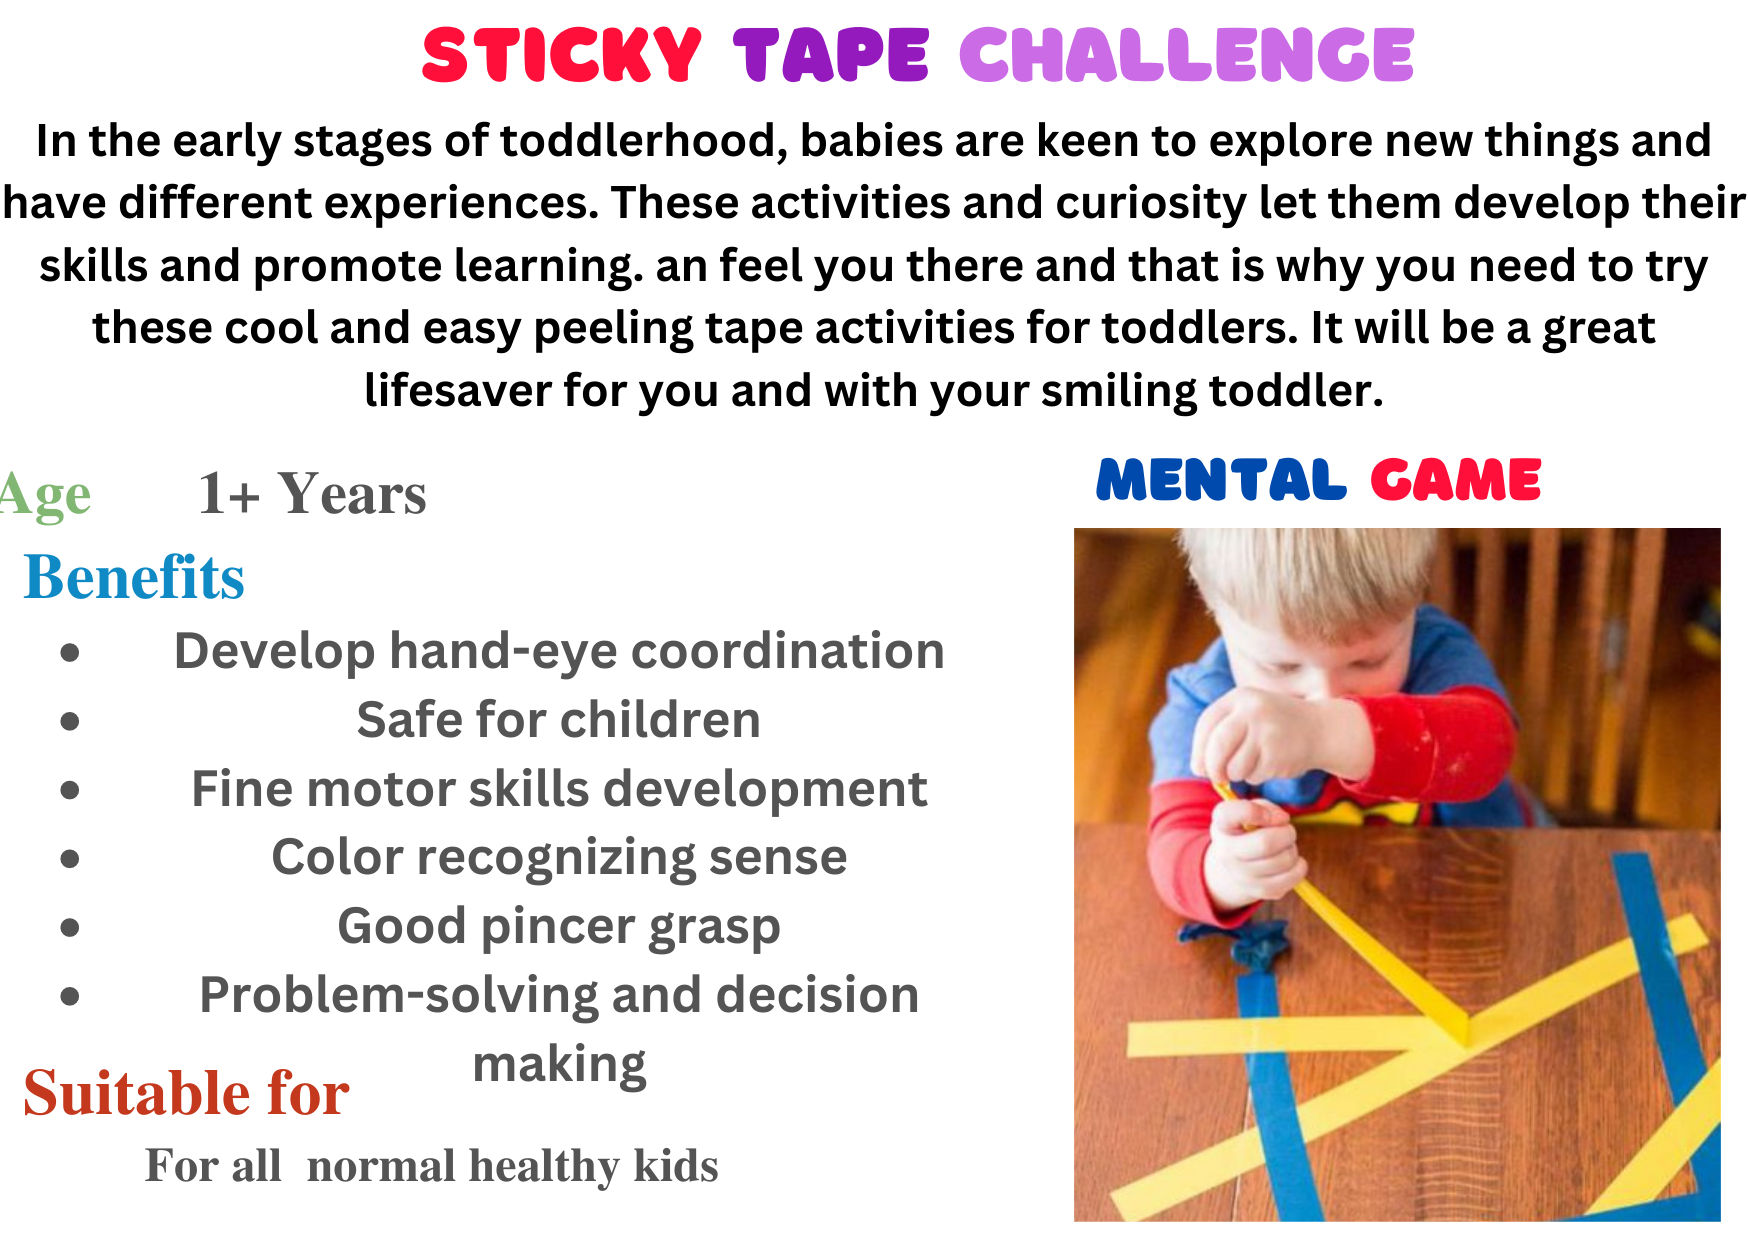 STICKY TAPE CHALLENGE
In the early stages of toddlerhood, babies are keen to explore new things and
have different experiences. These activities and curiosity let them develop their
skills and promote learning. an feel you there and that is why you need to try
these cool and easy peeling tape activities for toddlers. It will be a great
lifesaver for you and with your smiling toddler.
Age 1+ Years
Benefits
• Develop hand-eye coordination
• Safe for children
• Fine motor skills development
• Color recognizing sense
• Good pincer grasp
• Problem-solving and decision
making
Suitable for
For all normal healthy kids
MENTAL GAME